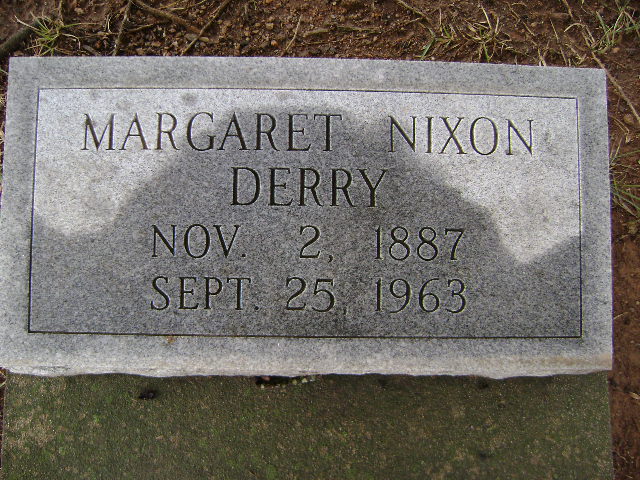 MARGARET NIXON
DERRY
NOV. 2, 1887
SEPT. 25, 1963